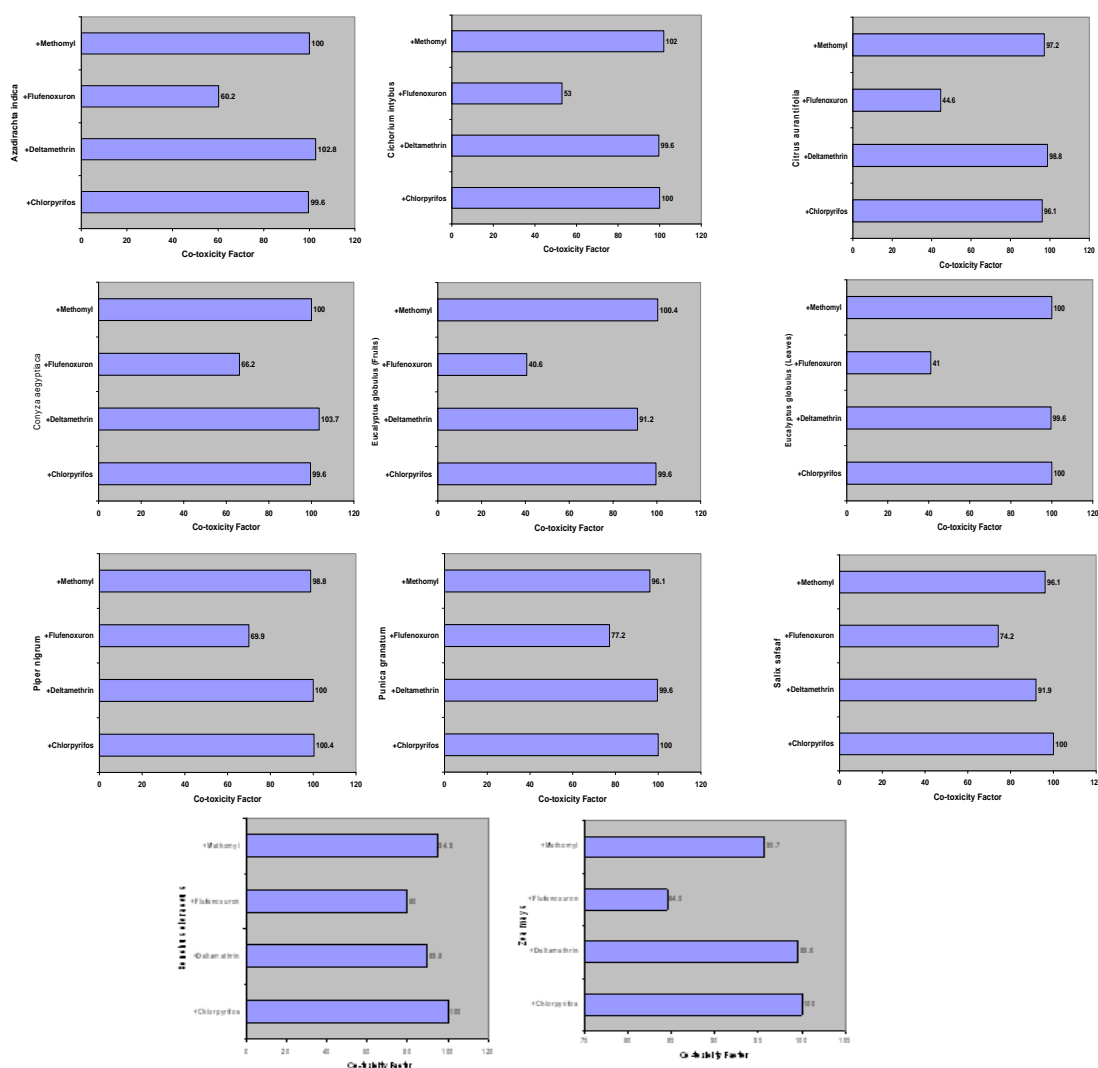 Azadirachta indica
+Methomyl
100
+Flufenoxuron
60.2
+Deltamethrin
102.8
+Chlorpyrifos
99.6
0 20 40 60 80 100 120
Co-toxicity Factor
Cichorium intybus
+Methomyl
102
+Flufenoxuron
53
+Deltamethrin
99.6
+Chlorpyrifos
100
0 20 40 60 80 100 120
Co-toxicity Factor
Citrus aurantifolia
+Methomyl
97.2
+Flufenoxuron
44.6
+Deltamethrin
98.8
+Chlorpyrifos
96.1
0 20 40 60 80 100 120
Co-toxicity Factor
Conyza aegyptiaca
+Methomyl
100
+Flufenoxuron
66.2
+Deltamethrin
103.7
+Chlorpyrifos
99.6
0 20 40 60 80 100 120
Co-toxicity Factor
Eucalyptus globulus (Fruits)
+Methomyl
100.4
+Flufenoxuron
40.6
+Deltamethrin
91.2
+Chlorpyrifos
99.6
0 20 40 60 80 100 120
Co-toxicity Factor
Eucalyptus globulus (Leaves)
+Methomyl
100
+Flufenoxuron
41
+Deltamethrin
99.6
+Chlorpyrifos
100
0 20 40 60 80 100 120
Co-toxicity Factor
Piper nigrum
+Methomyl
98.8
+Flufenoxuron
69.9
+Deltamethrin
100
+Chlorpyrifos
100.4
0 20 40 60 80 100 120
Co-toxicity Factor
Punica granatum
+Methomyl
96.1
+Flufenoxuron
77.2
+Deltamethrin
99.6
+Chlorpyrifos
100
0 20 40 60 80 100 120
Co-toxicity Factor
Salix safsaf
+Methomyl
96.1
+Flufenoxuron
74.2
+Deltamethrin
91.9
+Chlorpyrifos
100
0 20 40 60 80 100 120
Co-toxicity Factor
+Methomyl
+Flufenoxuron
+Deltamethrin
+Chlorpyrifos
100
0 20 40 60 80 100 120
Co-toxicity Factor
Zea mays
+Methomyl
+Flufenoxuron
+Deltamethrin
+Chlorpyrifos
100
75 80 85 90 95 100 105
Co-toxicity Factor